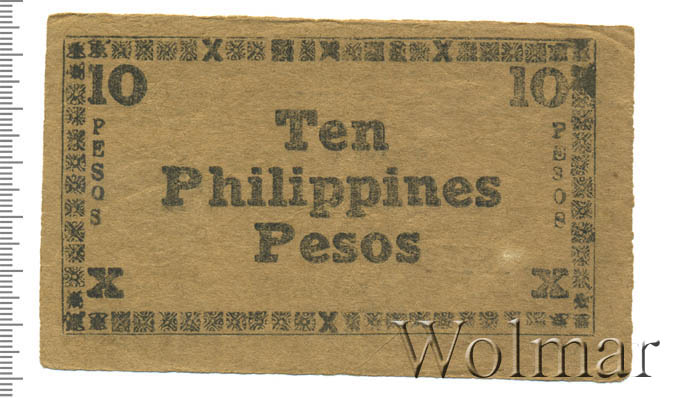 X X X
10 10
PESOS PESOS
Ten
Philippines
Pesos
X X
X
Wolmar